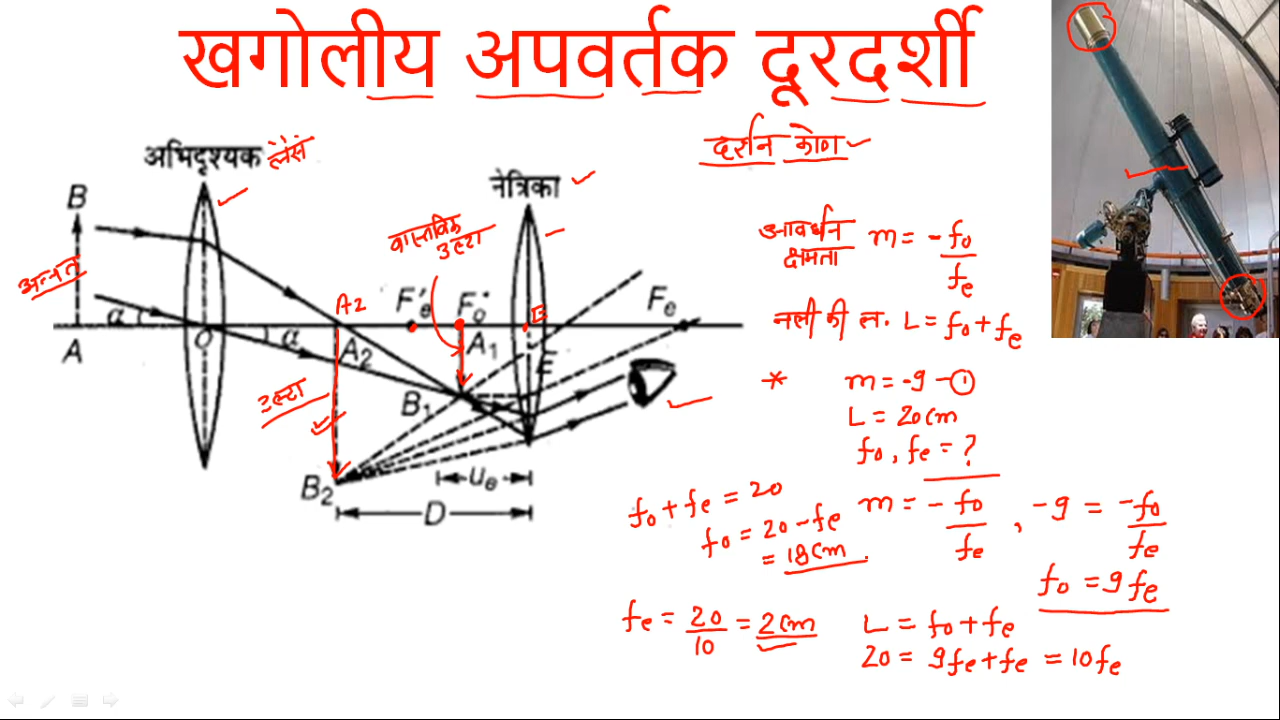 खगोलीय अपवर्तक दूरदर्शी
दर्शन कोण
अभिदृश्यक लैंस
नेत्रिका
B
वास्तविक
उल्टा
अनन्त
A
α
O
α
A2
A2
F'e
Fo
A1
E
E
Fe
उल्टा
B1
B2
ue
D
आवर्धन
क्षमता m = - fo/fe
नली की ल. L = fo + fe
* m = -9 -①
L = 20cm
fo, fe = ?
m = - fo/fe , -9 = -fo/fe
fo = 9fe
L = fo + fe
20 = 9fe + fe = 10fe
fe = 20/10 = 2cm
fo + fe = 20
fo = 20 - fe
= 18cm